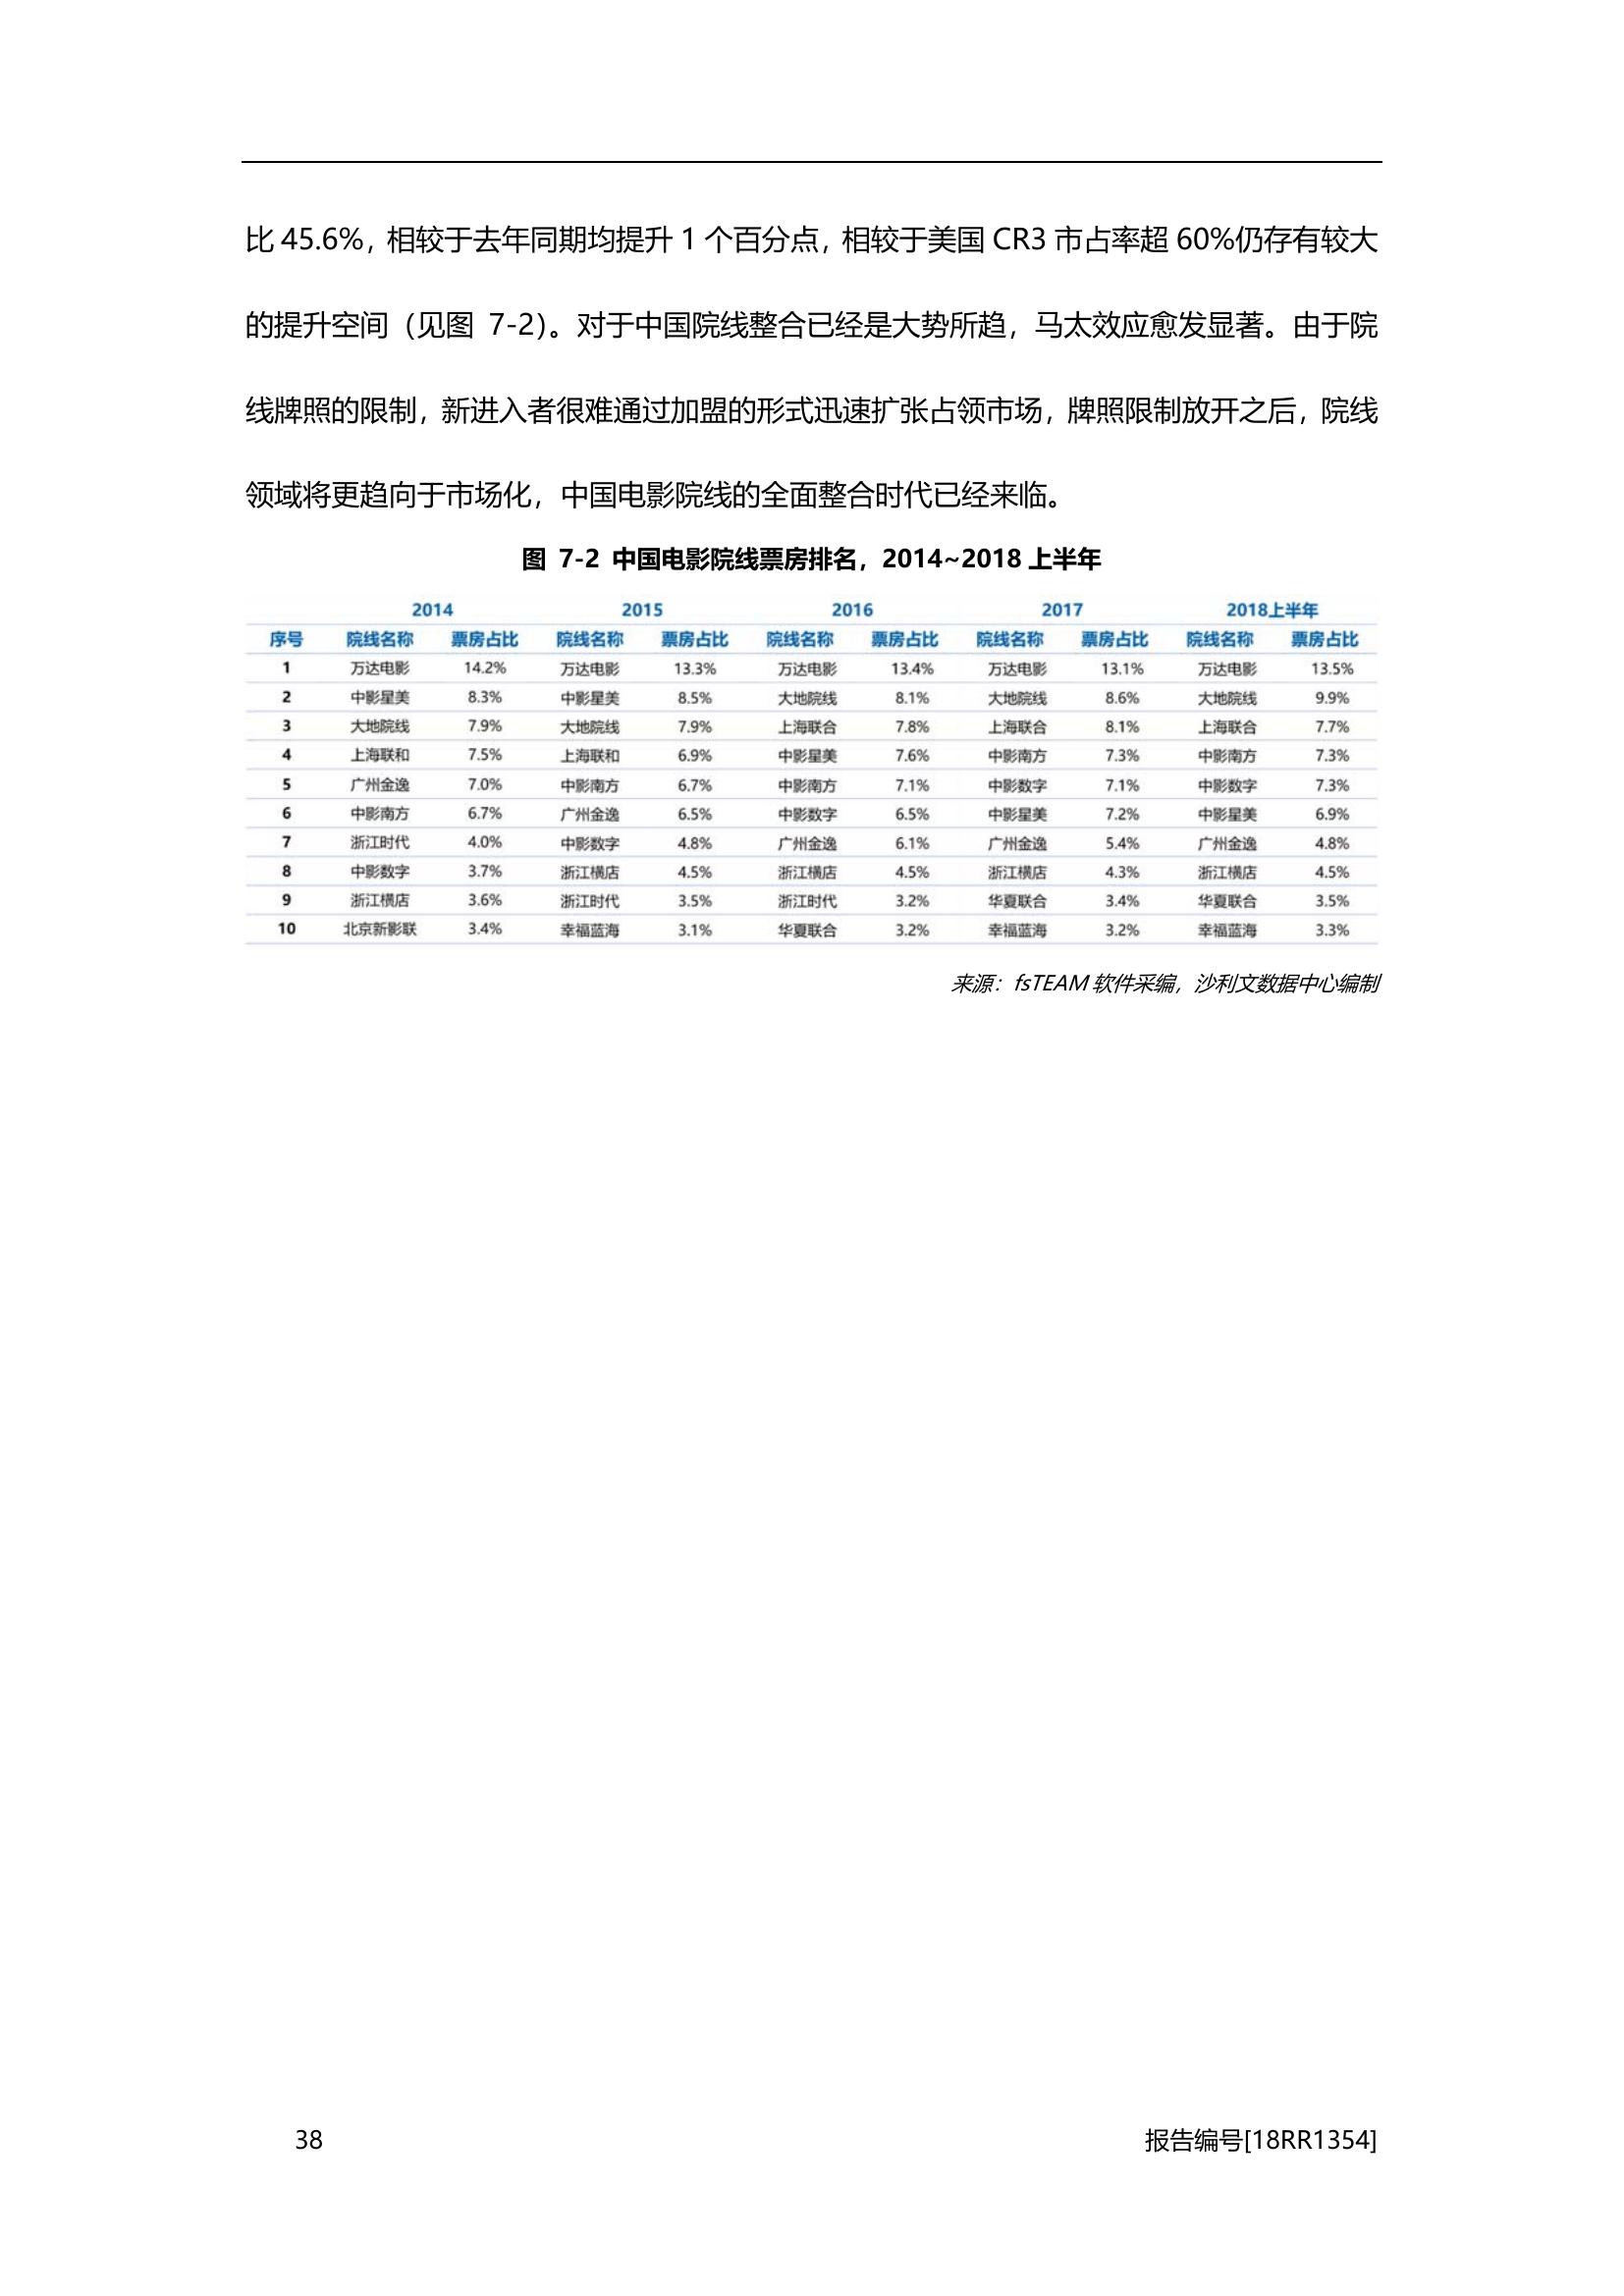 比 45.6%，相较于去年同期均提升 1 个百分点，相较于美国 CR3 市占率超 60%仍存有较大
的提升空间（见图 7-2）。对于中国院线整合已经是大势所趋，马太效应愈发显著。由于院
线牌照的限制，新进入者很难通过加盟的形式迅速扩张占领市场，牌照限制放开之后，院线
领域将更趋向于市场化，中国电影院线的全面整合时代已经来临。
图 7-2 中国电影院线票房排名，2014~2018 上半年
2014 2015 2016 2017 2018上半年
序号 院线名称 票房占比 院线名称 票房占比 院线名称 票房占比 院线名称 票房占比 院线名称 票房占比
1 万达电影 14.2% 万达电影 13.3% 万达电影 13.4% 万达电影 13.1% 万达电影 13.5%
2 中影星美 8.3% 中影星美 8.5% 大地院线 8.1% 大地院线 8.6% 大地院线 9.9%
3 大地院线 7.9% 大地院线 7.9% 上海联合 7.8% 上海联合 8.1% 上海联合 7.7%
4 上海联和 7.5% 上海联和 6.9% 中影星美 7.6% 中影南方 7.3% 中影南方 7.3%
5 广州金逸 7.0% 中影南方 6.7% 中影南方 7.1% 中影数字 7.1% 中影数字 7.3%
6 中影南方 6.7% 广州金逸 6.5% 中影数字 6.5% 中影星美 7.2% 中影星美 6.9%
7 浙江时代 4.0% 中影数字 4.8% 广州金逸 6.1% 广州金逸 5.4% 广州金逸 4.8%
8 中影数字 3.7% 浙江横店 4.5% 浙江横店 4.5% 浙江横店 4.3% 浙江横店 4.5%
9 浙江横店 3.6% 浙江时代 3.5% 浙江时代 3.2% 华夏联合 3.4% 华夏联合 3.5%
10 北京新影联 3.4% 幸福蓝海 3.1% 华夏联合 3.2% 幸福蓝海 3.2% 幸福蓝海 3.3%
来源：fsTEAM 软件采编，沙利文数据中心编制
38 报告编号[18RR1354]